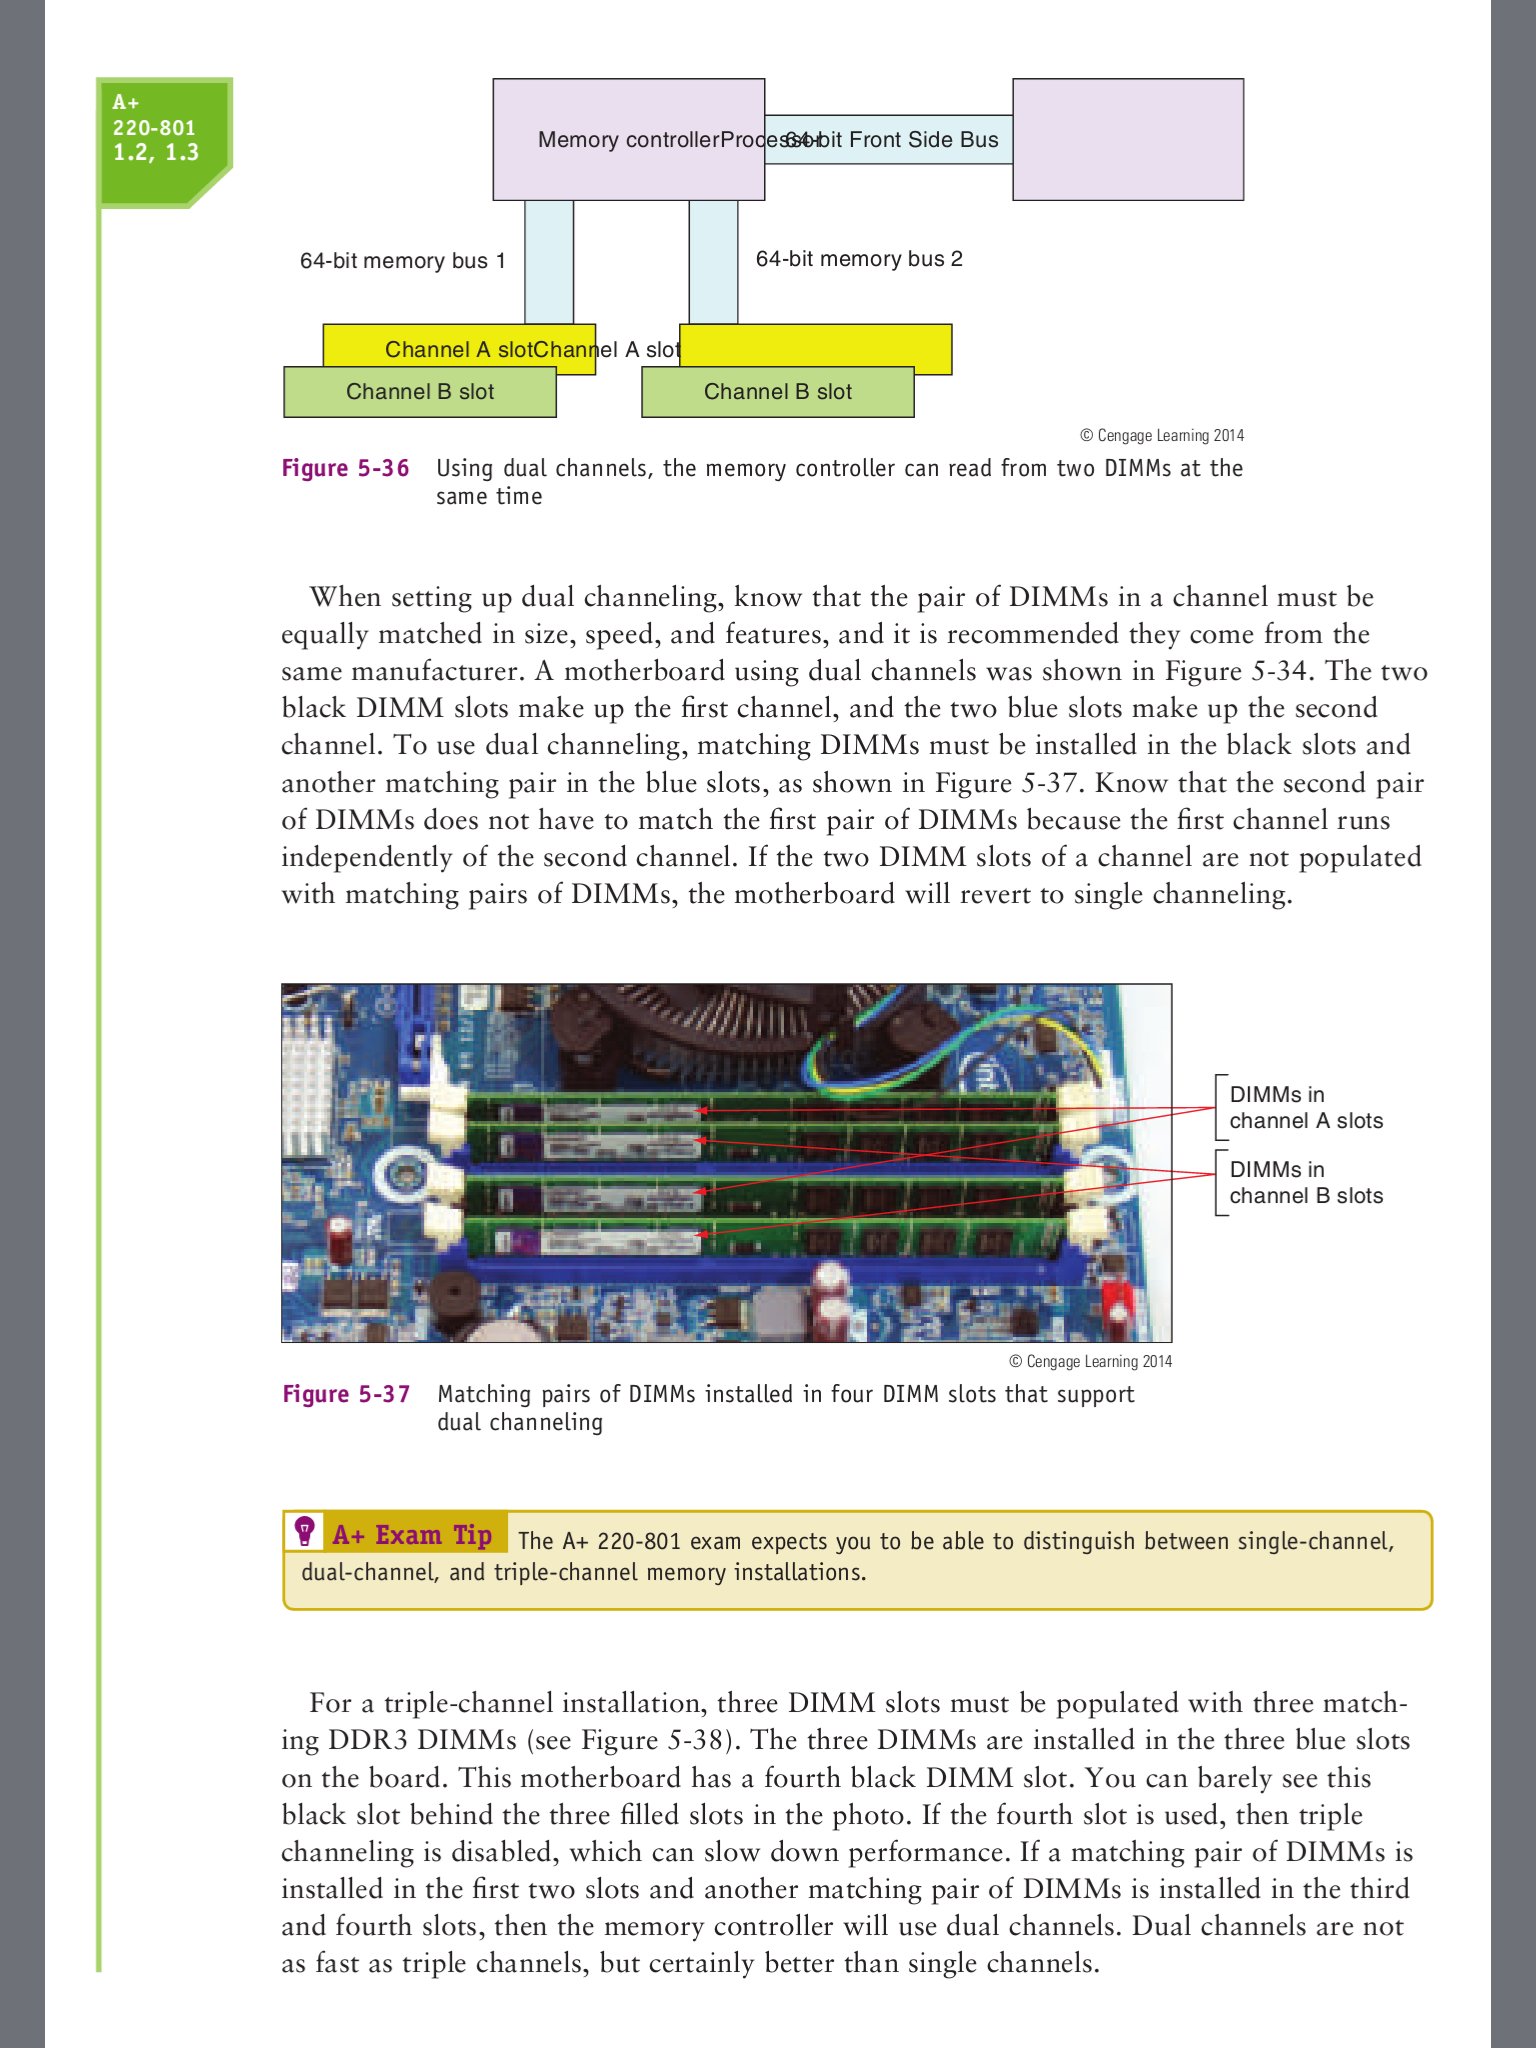 A+
220-801
1.2, 1.3
Memory controller
Processor
64-bit Front Side Bus
64-bit memory bus 1
64-bit memory bus 2
Channel A slot
Channel A slot
Channel B slot
Channel B slot
© Cengage Learning 2014
Figure 5-36 Using dual channels, the memory controller can read from two DIMMs at the
same time
When setting up dual channeling, know that the pair of DIMMs in a channel must be
equally matched in size, speed, and features, and it is recommended they come from the
same manufacturer. A motherboard using dual channels was shown in Figure 5-34. The two
black DIMM slots make up the first channel, and the two blue slots make up the second
channel. To use dual channeling, matching DIMMs must be installed in the black slots and
another matching pair in the blue slots, as shown in Figure 5-37. Know that the second pair
of DIMMs does not have to match the first pair of DIMMs because the first channel runs
independently of the second channel. If the two DIMM slots of a channel are not populated
with matching pairs of DIMMs, the motherboard will revert to single channeling.
DIMMs in
channel A slots
DIMMs in
channel B slots
© Cengage Learning 2014
Figure 5-37 Matching pairs of DIMMs installed in four DIMM slots that support
dual channeling
A+ Exam Tip The A+ 220-801 exam expects you to be able to distinguish between single-channel,
dual-channel, and triple-channel memory installations.
For a triple-channel installation, three DIMM slots must be populated with three match-
ing DDR3 DIMMs (see Figure 5-38). The three DIMMs are installed in the three blue slots
on the board. This motherboard has a fourth black DIMM slot. You can barely see this
black slot behind the three filled slots in the photo. If the fourth slot is used, then triple
channeling is disabled, which can slow down performance. If a matching pair of DIMMs is
installed in the first two slots and another matching pair of DIMMs is installed in the third
and fourth slots, then the memory controller will use dual channels. Dual channels are not
as fast as triple channels, but certainly better than single channels.